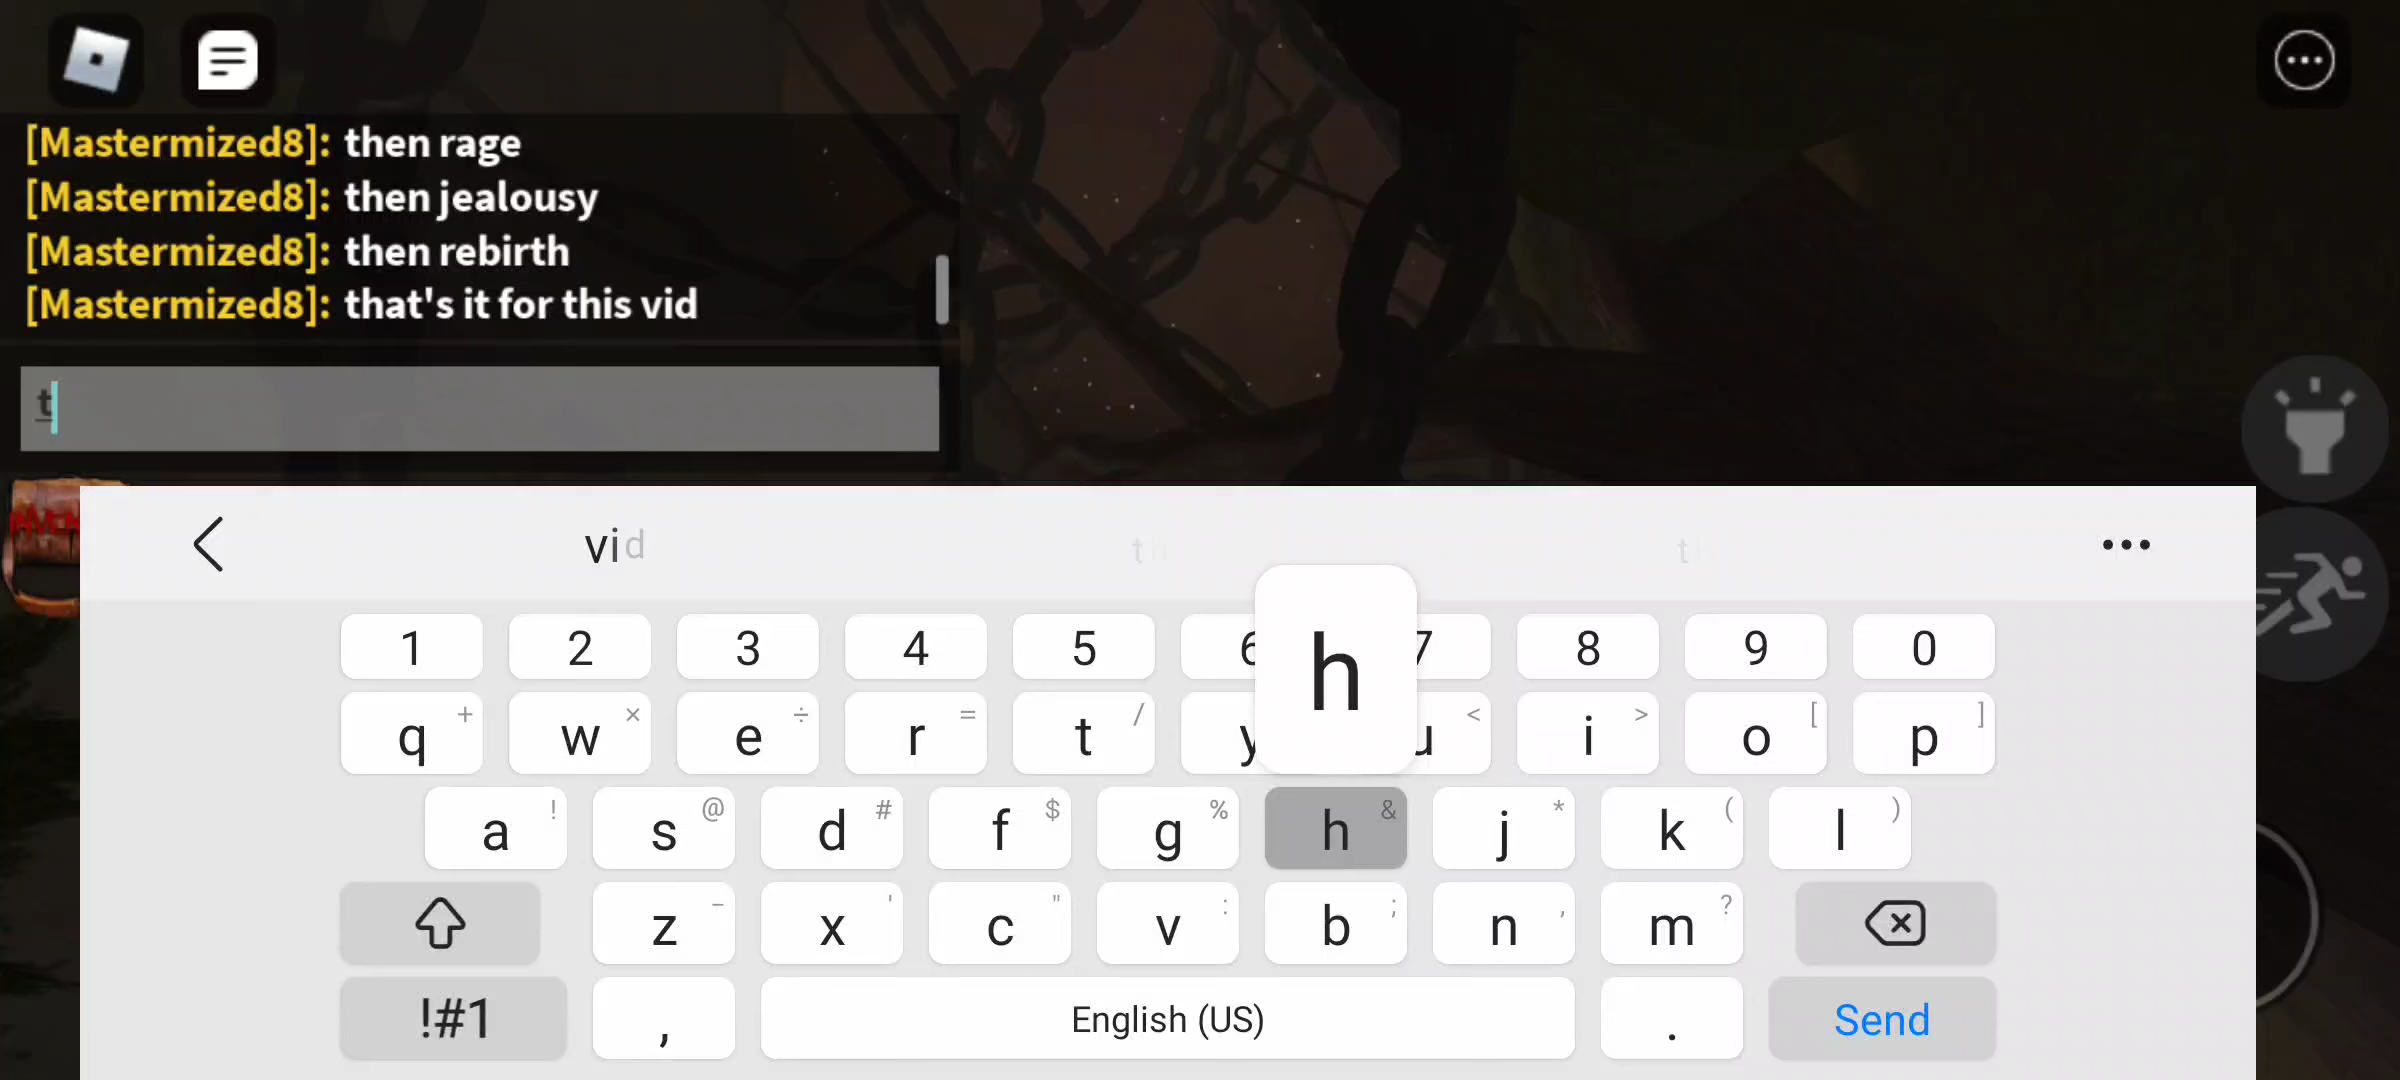 [Mastermized8]: then rage
[Mastermized8]: then jealousy
[Mastermized8]: then rebirth
[Mastermized8]: that's it for this vid
t
vid
1 2 3 4 5 6 7 8 9 0
q + w × e ÷ r = t / y u < i > o [ p ]
h
a ! s @ d # f $ g % h & j * k ( l )
z - x ' c " v : b ; n , m ?
!#1 , English (US) . Send